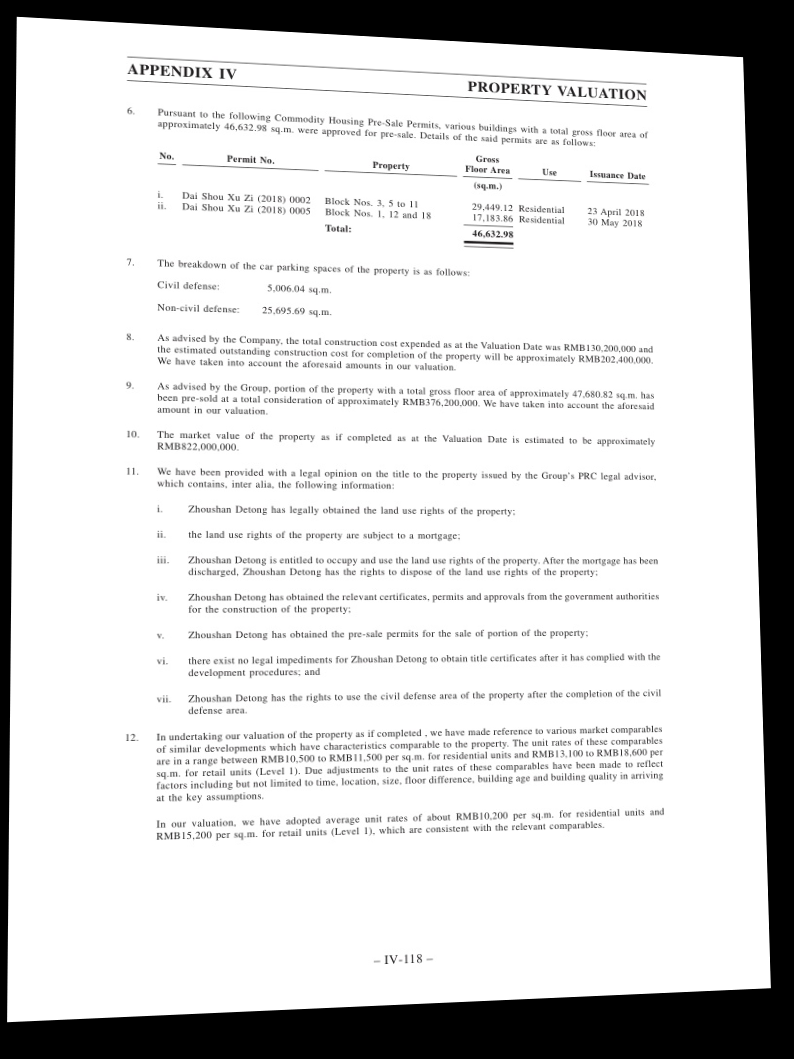 APPENDIX IV
PROPERTY VALUATION
6. Pursuant to the following Commodity Housing Pre-Sale Permits, various buildings with a total gross floor area of
approximately 46,632.98 sq.m. were approved for pre-sale. Details of the said permits are as follows:
No. Permit No. Property Gross Floor Area Use Issuance Date
(sq.m.)
i. Dai Shou Xu Zi (2018) 0002 Block Nos. 3, 5 to 11 29,449.12 Residential 23 April 2018
ii. Dai Shou Xu Zi (2018) 0005 Block Nos. 1, 12 and 18 17,183.86 Residential 30 May 2018
Total: 46,632.98
7. The breakdown of the car parking spaces of the property is as follows:
Civil defense: 5,006.04 sq.m.
Non-civil defense: 25,695.69 sq.m.
8. As advised by the Company, the total construction cost expended as at the Valuation Date was RMB130,200,000 and
the estimated outstanding construction cost for completion of the property will be approximately RMB202,400,000.
We have taken into account the aforesaid amounts in our valuation.
9. As advised by the Group, portion of the property with a total gross floor area of approximately 47,680.82 sq.m. has
been pre-sold at a total consideration of approximately RMB376,200,000. We have taken into account the aforesaid
amount in our valuation.
10. The market value of the property as if completed as at the Valuation Date is estimated to be approximately
RMB822,000,000.
11. We have been provided with a legal opinion on the title to the property issued by the Group's PRC legal advisor,
which contains, inter alia, the following information:
i. Zhoushan Detong has legally obtained the land use rights of the property;
ii. the land use rights of the property are subject to a mortgage;
iii. Zhoushan Detong is entitled to occupy and use the land use rights of the property. After the mortgage has been
discharged, Zhoushan Detong has the rights to dispose of the land use rights of the property;
iv. Zhoushan Detong has obtained the relevant certificates, permits and approvals from the government authorities
for the construction of the property;
v. Zhoushan Detong has obtained the pre-sale permits for the sale of portion of the property;
vi. there exist no legal impediments for Zhoushan Detong to obtain title certificates after it has complied with the
development procedures; and
vii. Zhoushan Detong has the rights to use the civil defense area of the property after the completion of the civil
defense area.
12. In undertaking our valuation of the property as if completed , we have made reference to various market comparables
of similar developments which have characteristics comparable to the property. The unit rates of these comparables
are in a range between RMB10,500 to RMB11,500 per sq.m. for residential units and RMB13,100 to RMB18,600 per
sq.m. for retail units (Level 1). Due adjustments to the unit rates of these comparables have been made to reflect
factors including but not limited to time, location, size, floor difference, building age and building quality in arriving
at the key assumptions.
In our valuation, we have adopted average unit rates of about RMB10,200 per sq.m. for residential units and
RMB15,200 per sq.m. for retail units (Level 1), which are consistent with the relevant comparables.
– IV-118 –